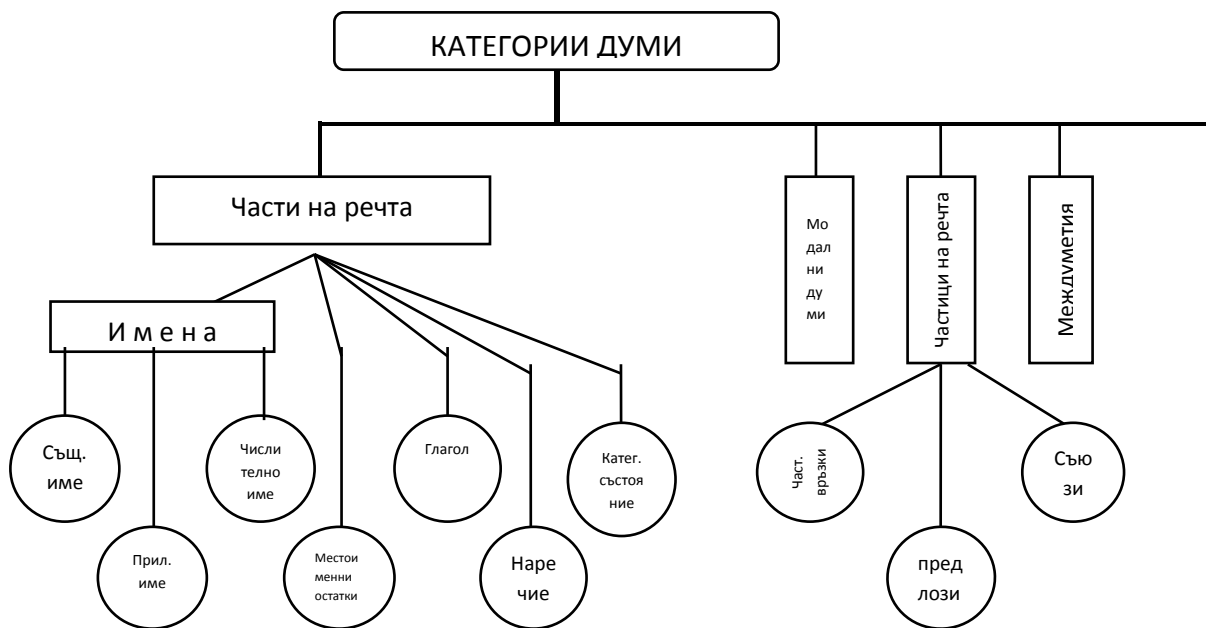 КАТЕГОРИИ ДУМИ
Части на речта
Мо
дал
ни
ду
ми
Частици на речта
Междуметия
И м е н а
Същ.
име
Числи
телно
име
Глагол
Катег.
състоя
ние
Част.
връзки
Съю
зи
Прил.
име
Местои
менни
остатки
Наре
чие
пред
лози